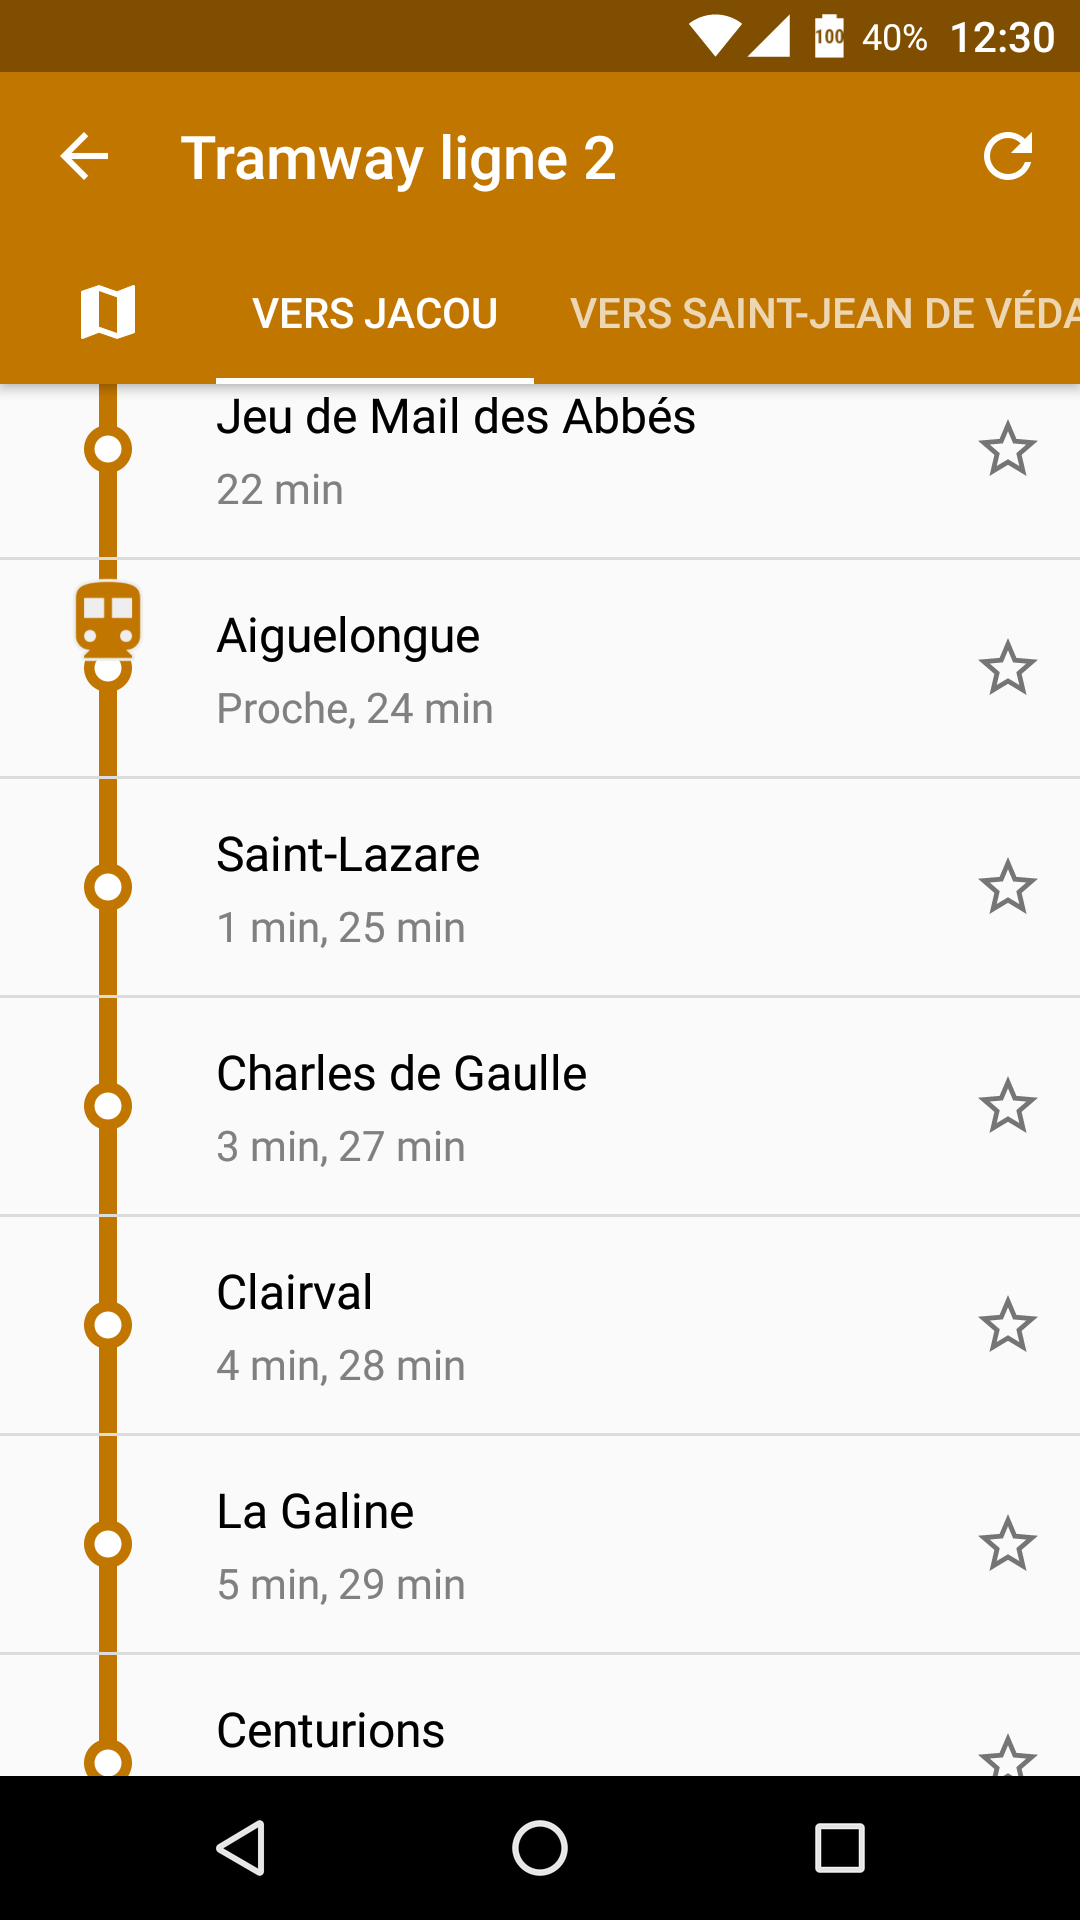 100 40% 12:30
Tramway ligne 2
VERS JACOU VERS SAINT-JEAN DE VÉDA
Jeu de Mail des Abbés
22 min
Aiguelongue
Proche, 24 min
Saint-Lazare
1 min, 25 min
Charles de Gaulle
3 min, 27 min
Clairval
4 min, 28 min
La Galine
5 min, 29 min
Centurions